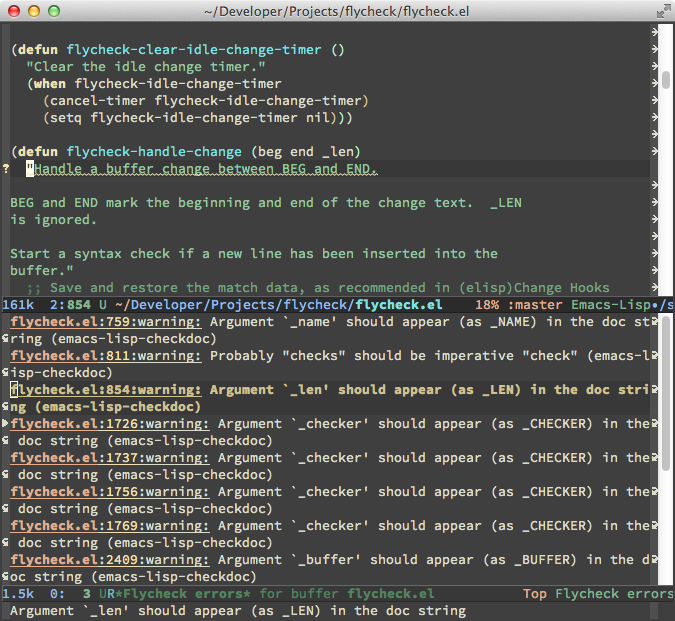 ~/Developer/Projects/flycheck/flycheck.el
(defun flycheck-clear-idle-change-timer ()
"Clear the idle change timer."
(when flycheck-idle-change-timer
(cancel-timer flycheck-idle-change-timer)
(setq flycheck-idle-change-timer nil)))
(defun flycheck-handle-change (beg end _len)
? "Handle a buffer change between BEG and END.
BEG and END mark the beginning and end of the change text.  _LEN
is ignored.
Start a syntax check if a new line has been inserted into the
buffer."
;; Save and restore the match data, as recommended in (elisp)Change Hooks
161k  2:854 U ~/Developer/Projects/flycheck/flycheck.el    18% :master Emacs-Lisp•/s
flycheck.el:759:warning: Argument `_name' should appear (as _NAME) in the doc st
ring (emacs-lisp-checkdoc)
flycheck.el:811:warning: Probably "checks" should be imperative "check" (emacs-l
isp-checkdoc)
flycheck.el:854:warning: Argument `_len' should appear (as _LEN) in the doc stri
ng (emacs-lisp-checkdoc)
flycheck.el:1726:warning: Argument `_checker' should appear (as _CHECKER) in the
doc string (emacs-lisp-checkdoc)
flycheck.el:1737:warning: Argument `_checker' should appear (as _CHECKER) in the
doc string (emacs-lisp-checkdoc)
flycheck.el:1756:warning: Argument `_checker' should appear (as _CHECKER) in the
doc string (emacs-lisp-checkdoc)
flycheck.el:1769:warning: Argument `_checker' should appear (as _CHECKER) in the
doc string (emacs-lisp-checkdoc)
flycheck.el:2409:warning: Argument `_buffer' should appear (as _BUFFER) in the d
oc string (emacs-lisp-checkdoc)
1.5k  0:  3 UR*Flycheck errors* for buffer flycheck.el    Top Flycheck errors
Argument `_len' should appear (as _LEN) in the doc string